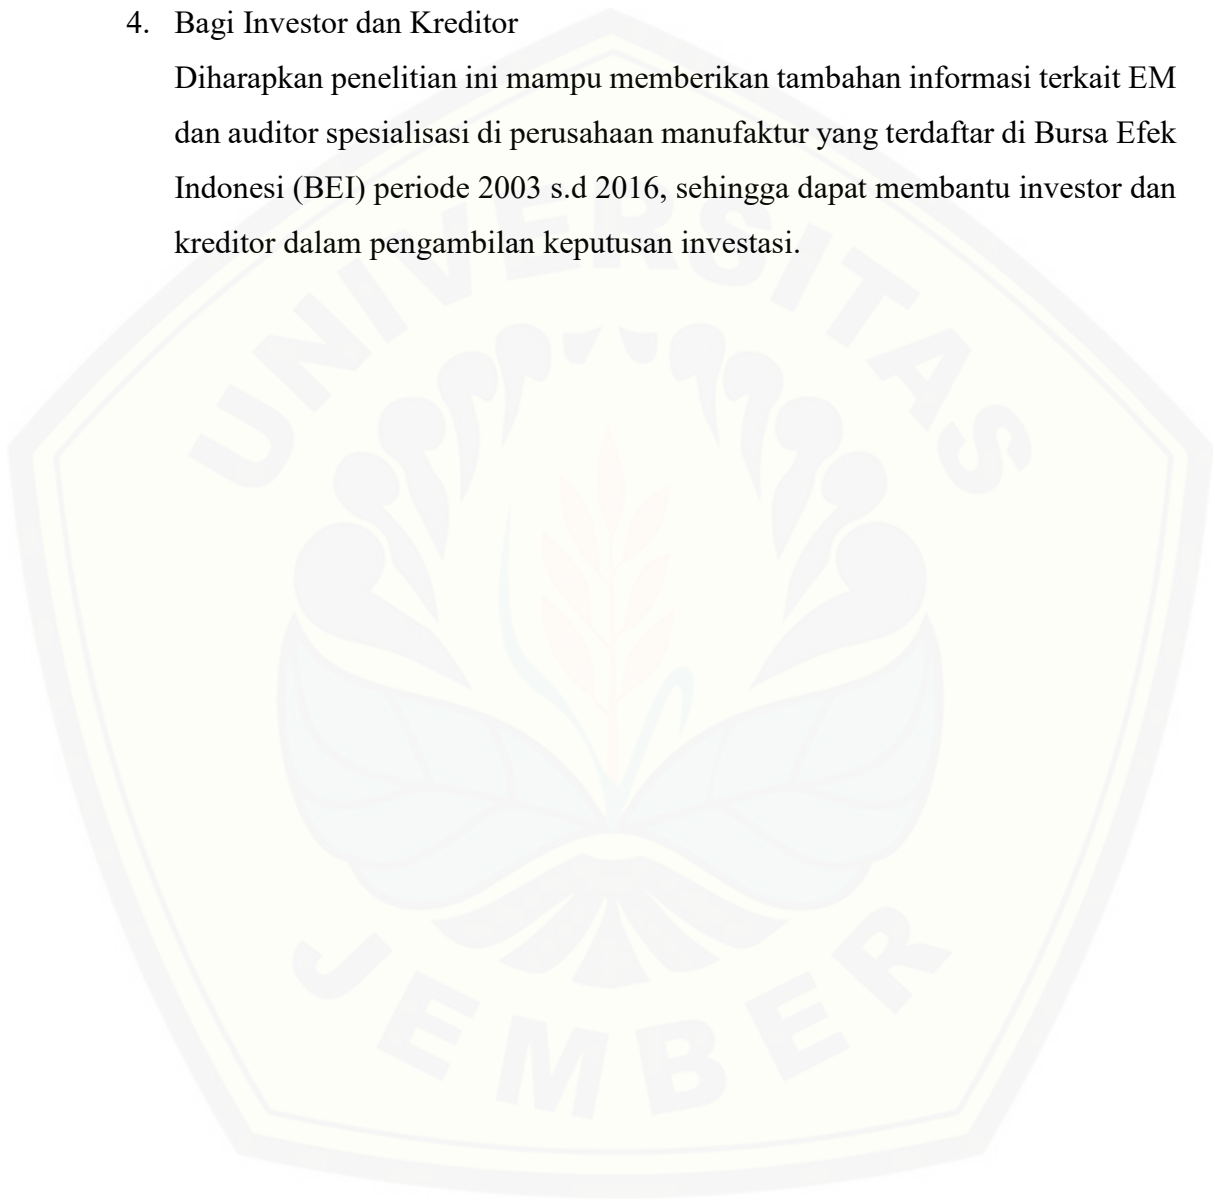 4. Bagi Investor dan Kreditor
Diharapkan penelitian ini mampu memberikan tambahan informasi terkait EM
dan auditor spesialisasi di perusahaan manufaktur yang terdaftar di Bursa Efek
Indonesi (BEI) periode 2003 s.d 2016, sehingga dapat membantu investor dan
kreditor dalam pengambilan keputusan investasi.
UNIVERSITAS
JEMBER